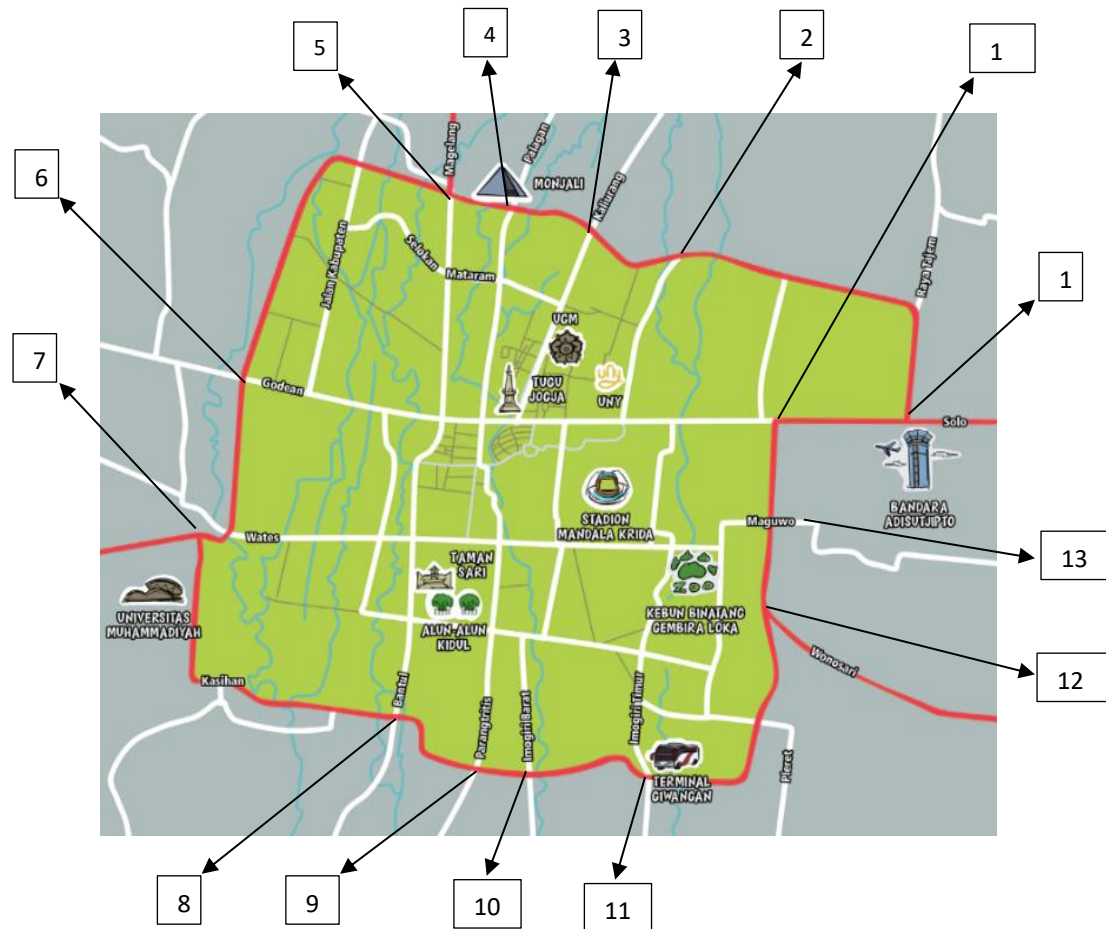 4
3
2
1
5
6
Magelang
Palagan
MONJALI
Kaliurang
Jalan Kabupaten
Selokan
Mataram
Raya Tajem
1
7
UGM
Godean
TUGU
JOGJA
UNY
Solo
BANDARA
ADISUTJIPTO
STADION
MANDALA KRIDA
Maguwo
13
Wates
TAMAN
SARI
UNIVERSITAS
MUHAMMADIYAH
ALUN-ALUN
KIDUL
ZOO
KEBUN BINATANG
GEMBIRA LOKA
Wonosari
12
Kasihan
Bantul
Parangtritis
Imogiri Barat
Imogiri Timur
TERMINAL
GIWANGAN
Pleret
8
9
10
11